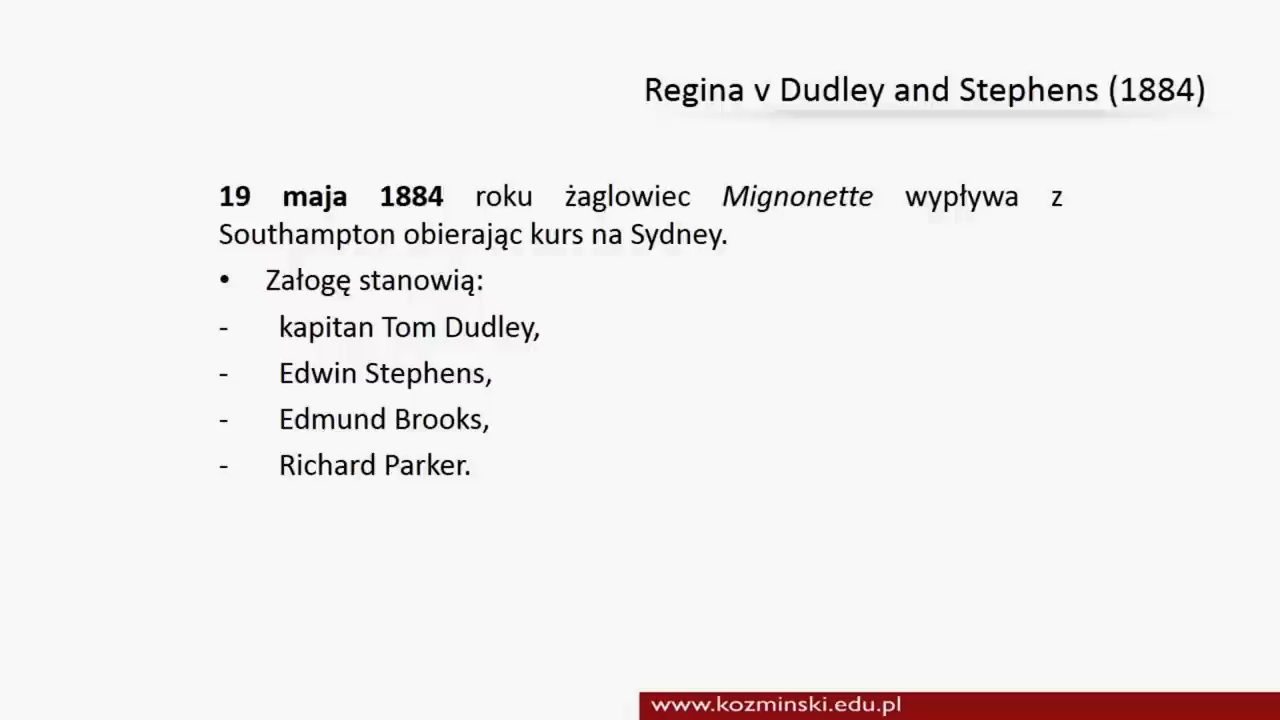 Regina v Dudley and Stephens (1884)
19 maja 1884 roku żaglowiec Mignonette wypływa z
Southampton obierając kurs na Sydney.
• Załogę stanowią:
- kapitan Tom Dudley,
- Edwin Stephens,
- Edmund Brooks,
- Richard Parker.
www.kozminski.edu.pl